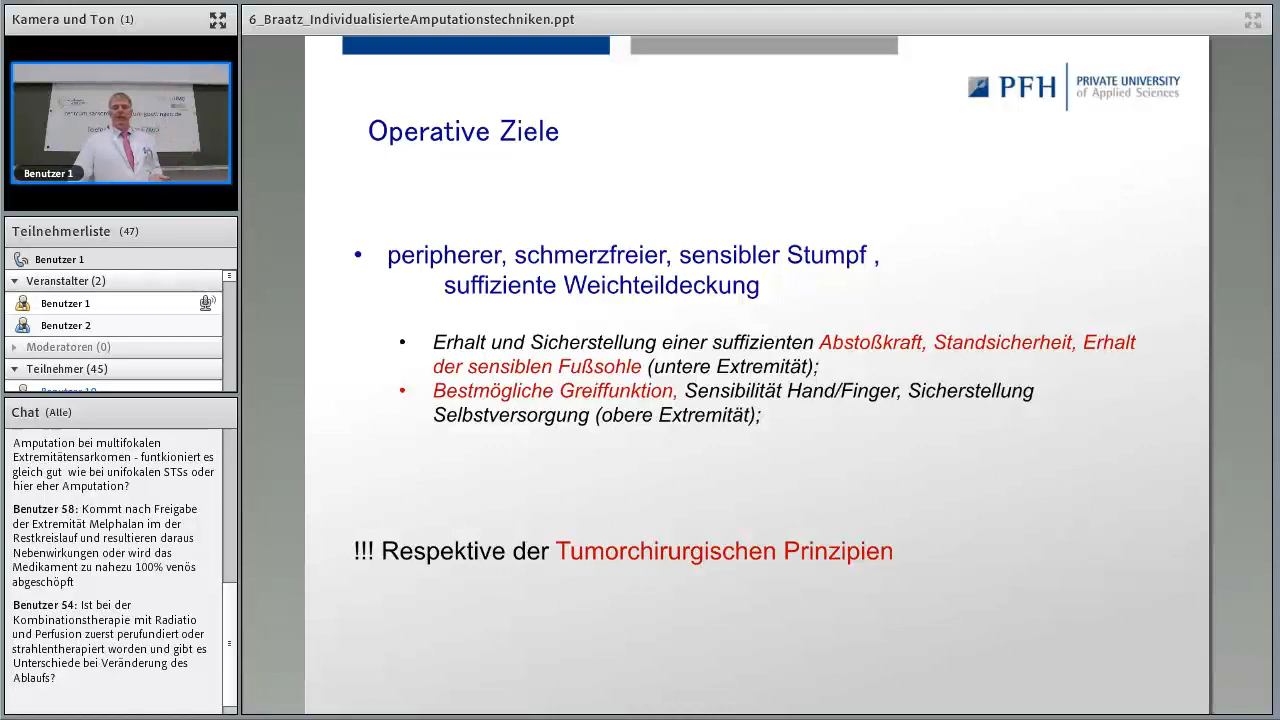 Kamera und Ton (1)
6_Braatz_IndividualisierteAmputationstechniken.ppt
Benutzer 1
Teilnehmerliste (47)
Benutzer 1
Veranstalter (2)
Benutzer 1
Benutzer 2
Moderatoren (0)
Teilnehmer (45)
Chat (Alle)
Amputation bei multifokalen
Extremitätensarkomen - funtkioniert es
gleich gut wie bei unifokalen STSs oder
hier eher Amputation?
Benutzer 58: Kommt nach Freigabe
der Extremität Melphalan im der
Restkreislauf und resultieren daraus
Nebenwirkungen oder wird das
Medikament zu nahezu 100% venös
abgeschöpft
Benutzer 54: Ist bei der
Kombinationstherapie mit Radiatio
und Perfusion zuerst perufundiert oder
strahlentherapiert worden und gibt es
Unterschiede bei Veränderung des
Ablaufs?
PFH PRIVATE UNIVERSITY
of Applied Sciences
Operative Ziele
• peripherer, schmerzfreier, sensibler Stumpf ,
suffiziente Weichteildeckung
• Erhalt und Sicherstellung einer suffizienten Abstoßkraft, Standsicherheit, Erhalt
der sensiblen Fußsohle (untere Extremität);
• Bestmögliche Greiffunktion, Sensibilität Hand/Finger, Sicherstellung
Selbstversorgung (obere Extremität);
!!! Respektive der Tumorchirurgischen Prinzipien